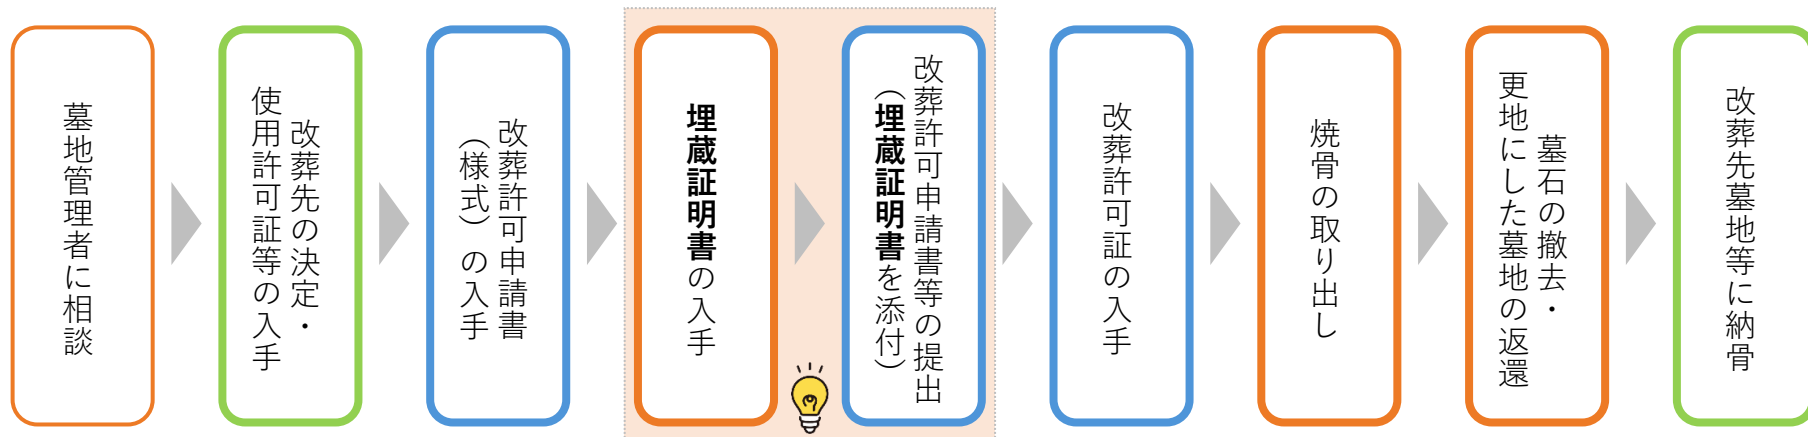 墓地管理者に相談
改葬先の決定・
使用許可証等の入手
改葬許可申請書
（様式）の入手
埋蔵証明書の入手
改葬許可申請書等の提出
（埋蔵証明書を添付）
改葬許可証の入手
焼骨の取り出し
墓石の撤去・
更地にした墓地の返還
改葬先墓地等に納骨